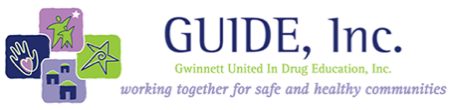 GUIDE, Inc.
Gwinnett United In Drug Education, Inc.
working together for safe and healthy communities